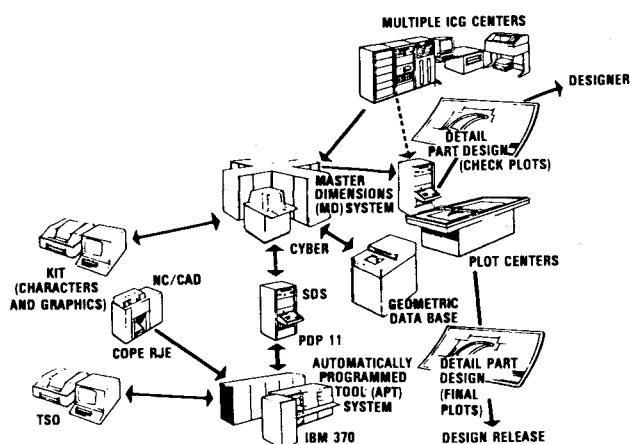 MULTIPLE ICG CENTERS
DESIGNER
DETAIL
PART DESIGN
(CHECK PLOTS)
MASTER
DIMENSIONS
(MD) SYSTEM
CYBER
KIT
(CHARACTERS
AND GRAPHICS)
NC/CAD
COPE RJE
SDS
PDP 11
GEOMETRIC
DATA BASE
PLOT CENTERS
AUTOMATICALLY
PROGRAMMED
TOOL (APT)
SYSTEM
TSO
IBM 370
DETAIL PART
DESIGN
(FINAL
PLOTS)
DESIGN RELEASE